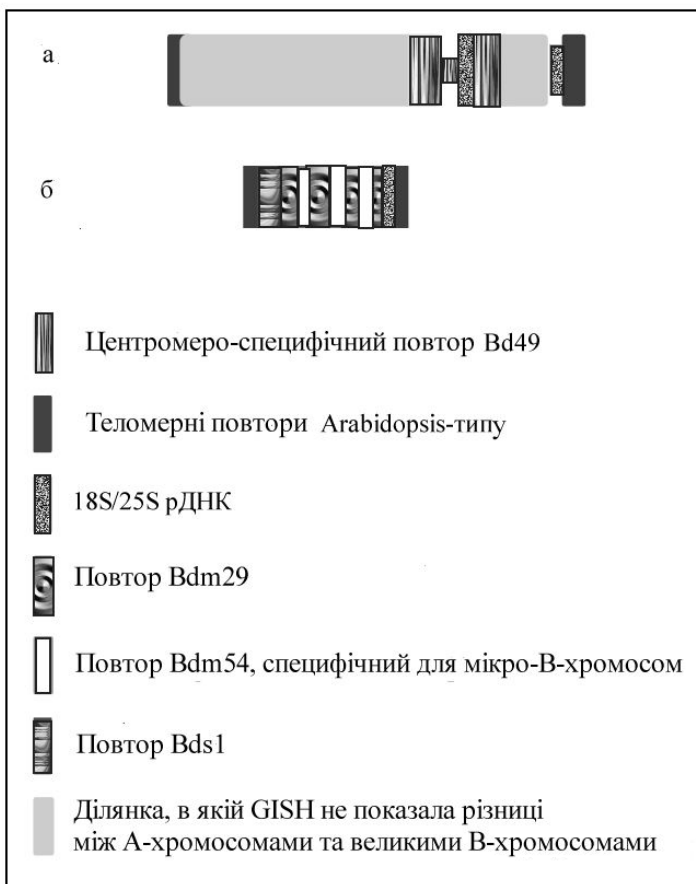 а
б
Центромеро-специфічний повтор Bd49
Теломерні повтори Arabidopsis-типу
18S/25S рДНК
Повтор Bdm29
Повтор Bdm54, специфічний для мікро-В-хромосом
Повтор Bds1
Ділянка, в якій GISH не показала різниці
між А-хромосомами та великими В-хромосомами